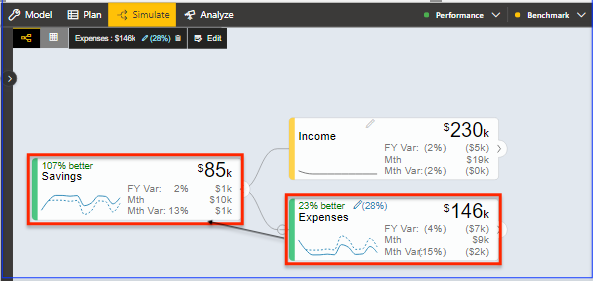 Model Plan Simulate Analyze Performance Benchmark
Expenses : $146k (28%) Edit
Income
$230k
FY Var: (2%) ($5k)
Mth $19k
Mth Var: (2%) ($0k)
107% better
Savings
$85k
FY Var: 2% $1k
Mth $10k
Mth Var: 13% $1k
23% better (28%)
Expenses
$146k
FY Var: (4%) ($7k)
Mth $9k
Mth Var(15%) ($2k)